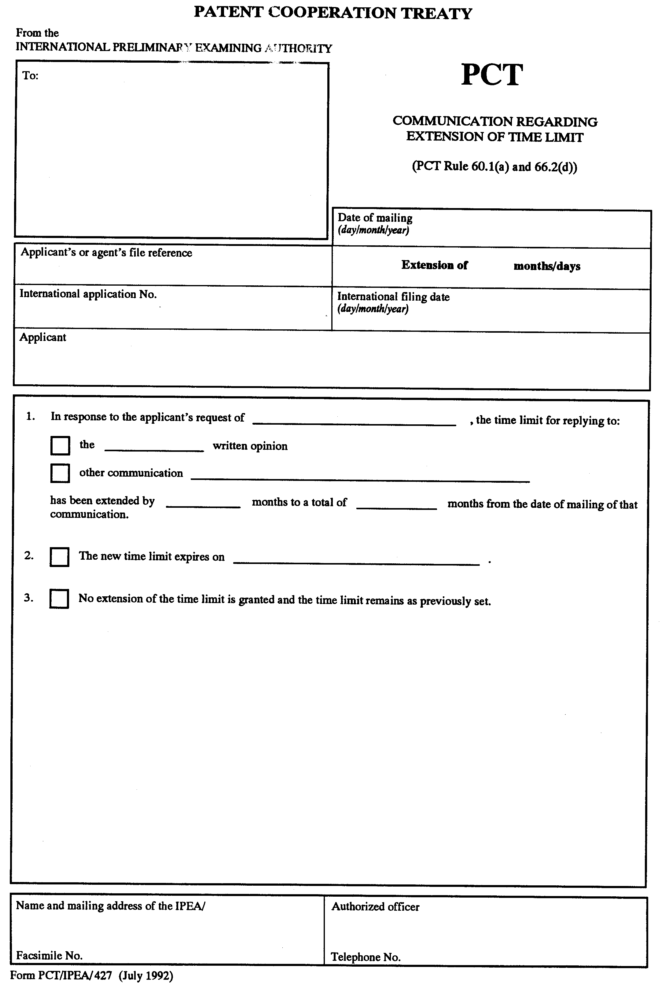 PATENT COOPERATION TREATY
From the
INTERNATIONAL PRELIMINARY EXAMINING AUTHORITY
To:
PCT
COMMUNICATION REGARDING
EXTENSION OF TIME LIMIT
(PCT Rule 60.1(a) and 66.2(d))
Date of mailing
(day/month/year)
Applicant's or agent's file reference
Extension of months/days
International application No.
International filing date
(day/month/year)
Applicant
1. In response to the applicant's request of ____________ , the time limit for replying to:
the ____________ written opinion
other communication ____________
has been extended by ____________ months to a total of ____________ months from the date of mailing of that
communication.
2. The new time limit expires on ____________ .
3. No extension of the time limit is granted and the time limit remains as previously set.
Name and mailing address of the IPEA/
Facsimile No.
Authorized officer
Telephone No.
Form PCT/IPEA/427 (July 1992)